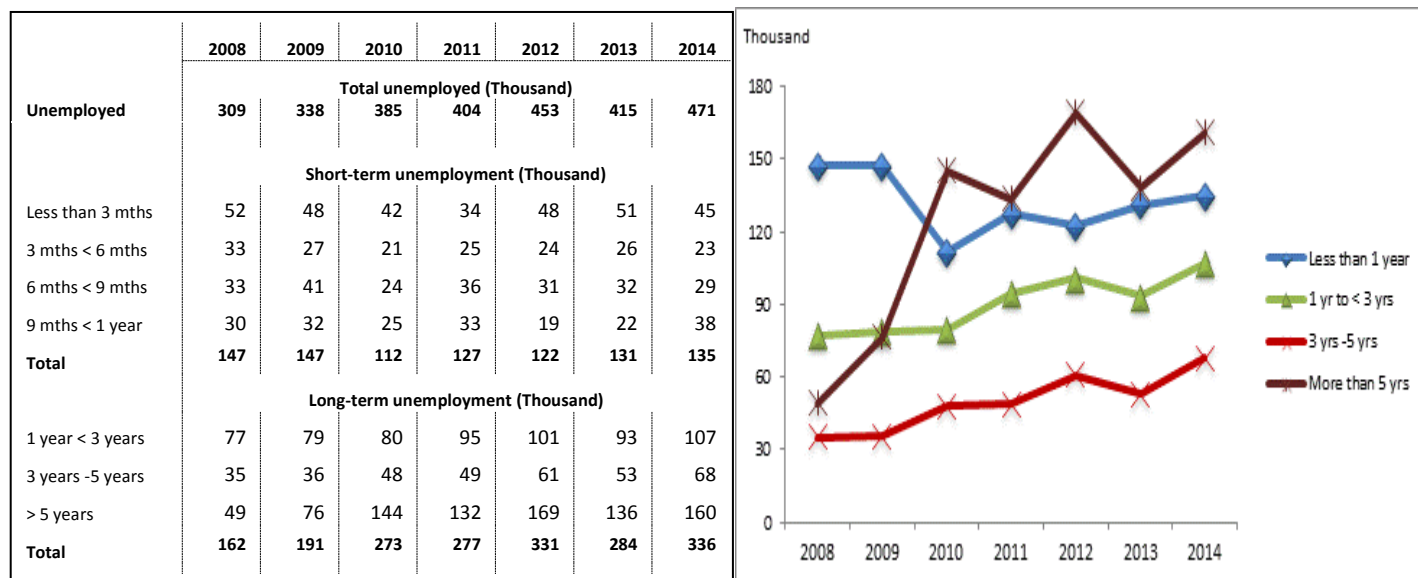 2008 2009 2010 2011 2012 2013 2014
Total unemployed (Thousand)
Unemployed 309 338 385 404 453 415 471
Short-term unemployment (Thousand)
Less than 3 mths 52 48 42 34 48 51 45
3 mths < 6 mths 33 27 21 25 24 26 23
6 mths < 9 mths 33 41 24 36 31 32 29
9 mths < 1 year 30 32 25 33 19 22 38
Total 147 147 112 127 122 131 135
Long-term unemployment (Thousand)
1 year < 3 years 77 79 80 95 101 93 107
3 years -5 years 35 36 48 49 61 53 68
> 5 years 49 76 144 132 169 136 160
Total 162 191 273 277 331 284 336
Thousand
180
150
120
90
60
30
0
2008 2009 2010 2011 2012 2013 2014
Less than 1 year
1 yr to < 3 yrs
3 yrs -5 yrs
More than 5 yrs